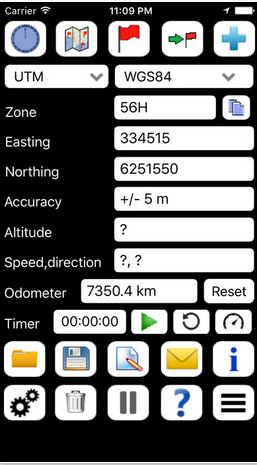 Carrier 11:09 PM
UTM WGS84
Zone 56H
Easting 334515
Northing 6251550
Accuracy +/- 5 m
Altitude ?
Speed,direction ?, ?
Odometer 7350.4 km Reset
Timer 00:00:00
i
?